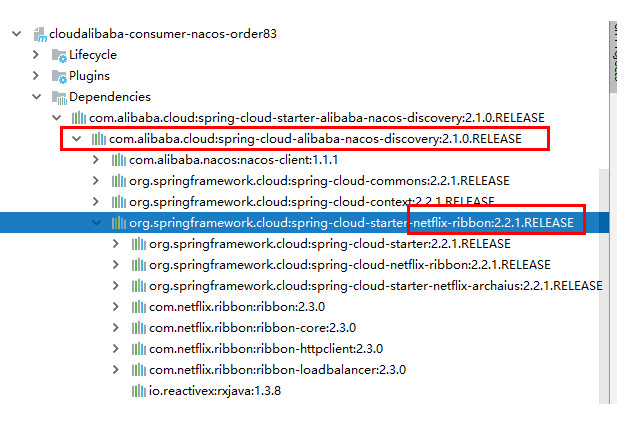 cloudalibaba-consumer-nacos-order83
Lifecycle
Plugins
Dependencies
com.alibaba.cloud:spring-cloud-starter-alibaba-nacos-discovery:2.1.0.RELEASE
com.alibaba.cloud:spring-cloud-alibaba-nacos-discovery:2.1.0.RELEASE
com.alibaba.nacos:nacos-client:1.1.1
org.springframework.cloud:spring-cloud-commons:2.2.1.RELEASE
org.springframework.cloud:spring-cloud-context:2.2.1.RELEASE
org.springframework.cloud:spring-cloud-starter-netflix-ribbon:2.2.1.RELEASE
org.springframework.cloud:spring-cloud-starter:2.2.1.RELEASE
org.springframework.cloud:spring-cloud-netflix-ribbon:2.2.1.RELEASE
org.springframework.cloud:spring-cloud-starter-netflix-archaius:2.2.1.RELEASE
com.netflix.ribbon:ribbon:2.3.0
com.netflix.ribbon:ribbon-core:2.3.0
com.netflix.ribbon:ribbon-httpclient:2.3.0
com.netflix.ribbon:ribbon-loadbalancer:2.3.0
io.reactivex:rxjava:1.3.8